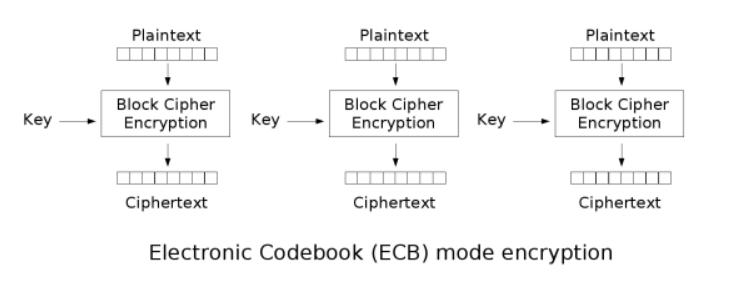 Plaintext Plaintext Plaintext
Key Block Cipher Encryption Key Block Cipher Encryption Key Block Cipher Encryption
Ciphertext Ciphertext Ciphertext
Electronic Codebook (ECB) mode encryption